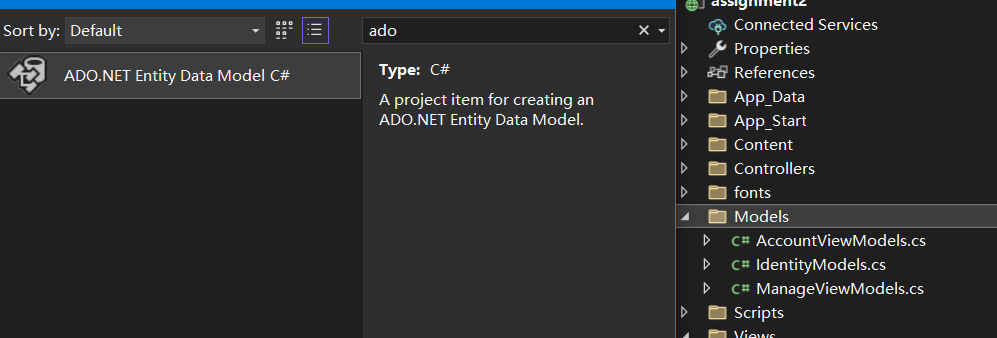 Sort by:
Default
ado
ADO.NET Entity Data Model C#
Type: C#
A project item for creating an
ADO.NET Entity Data Model.
assignment2
Connected Services
Properties
References
App_Data
App_Start
Content
Controllers
fonts
Models
C# AccountViewModels.cs
C# IdentityModels.cs
C# ManageViewModels.cs
Scripts
Views